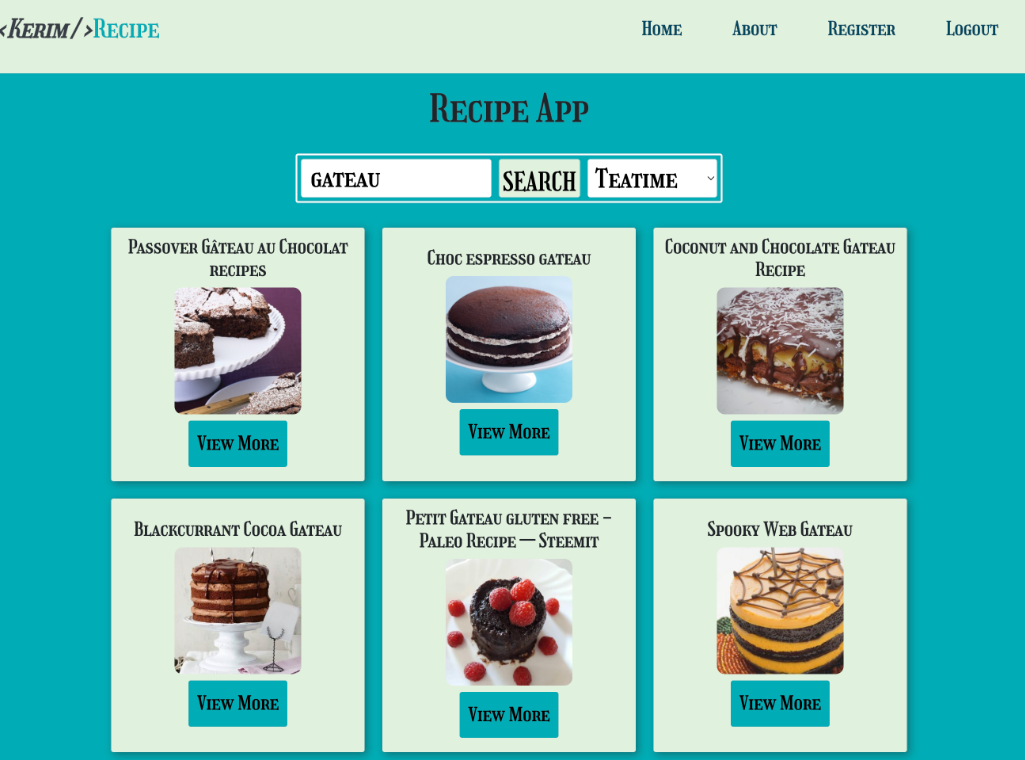 <Kerim/>Recipe
Home About Register Logout
Recipe App
gateau SEARCH Teatime
Passover Gâteau au Chocolat
recipes
Choc espresso gateau
Coconut and Chocolate Gateau
Recipe
View More
View More
View More
Blackcurrant Cocoa Gateau
Petit Gateau gluten free –
Paleo Recipe — Steemit
Spooky Web Gateau
View More
View More
View More